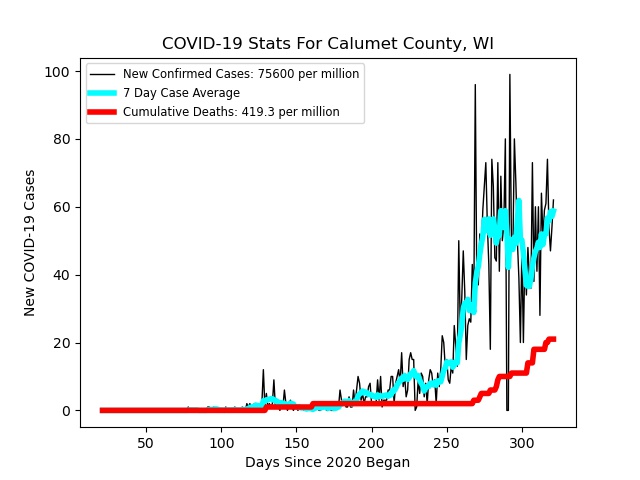 COVID-19 Stats For Calumet County, WI
New Confirmed Cases: 75600 per million
7 Day Case Average
Cumulative Deaths: 419.3 per million
New COVID-19 Cases
100
80
60
40
20
0
50
100
150
200
250
300
Days Since 2020 Began